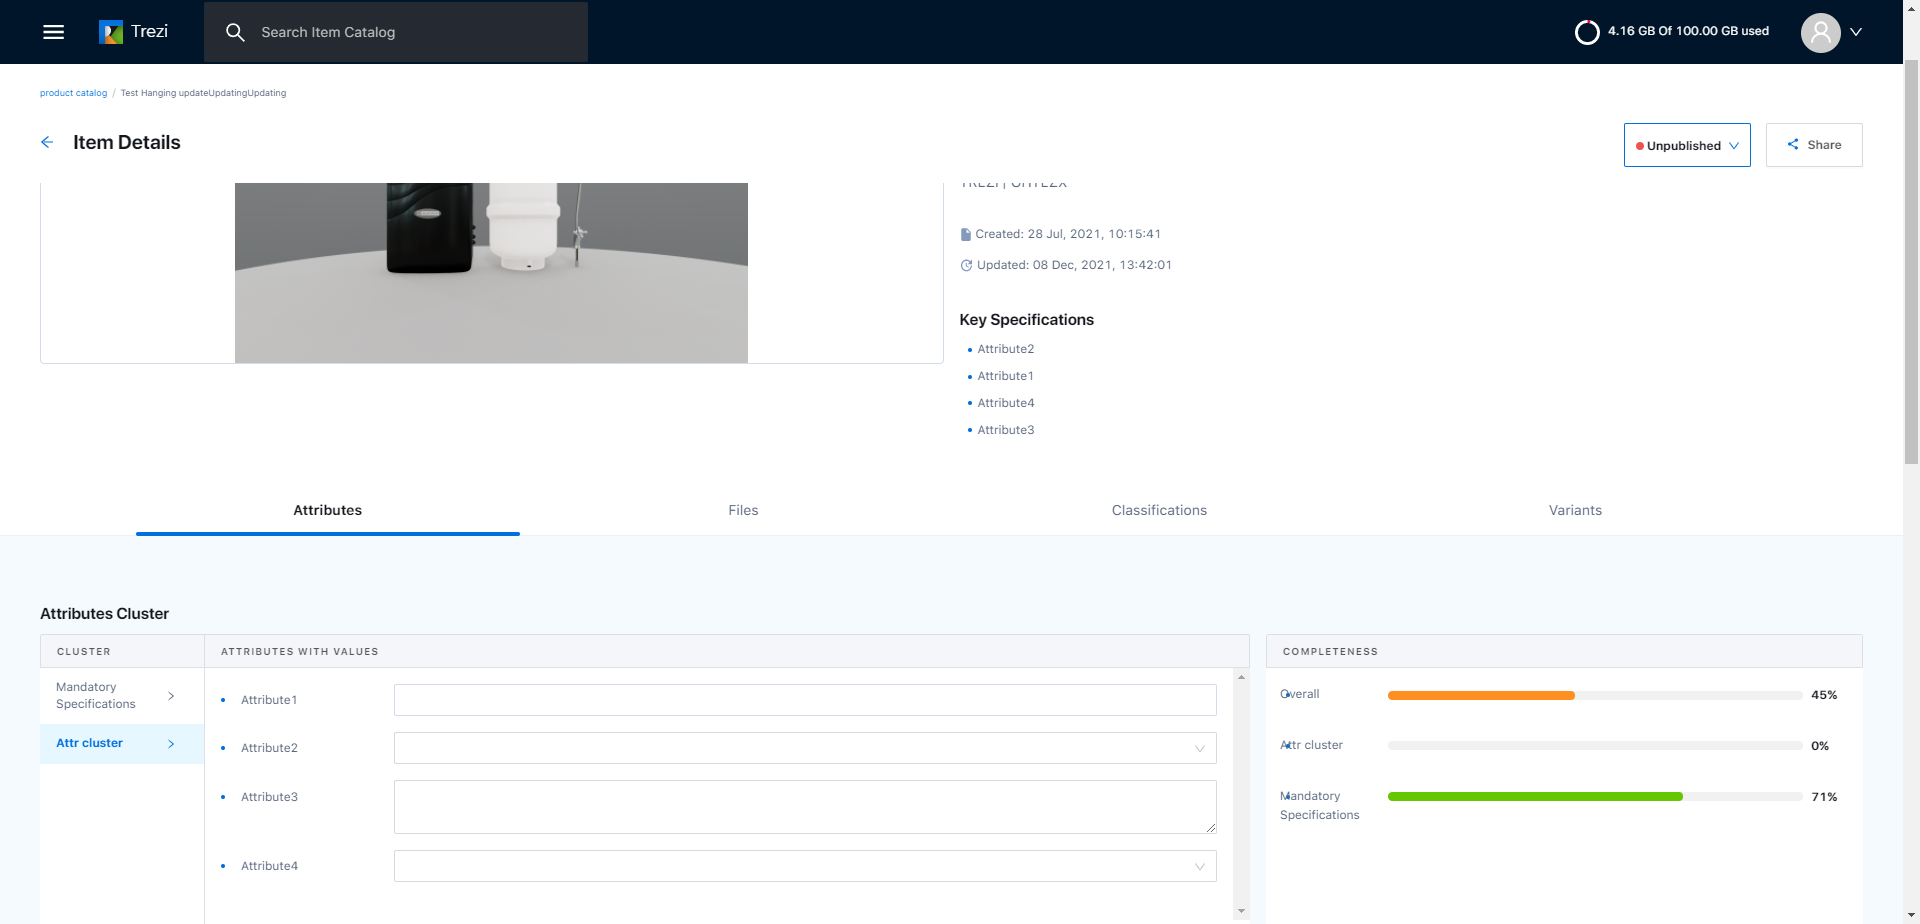 Trezi
Search Item Catalog
4.16 GB Of 100.00 GB used
product catalog / Test Hanging updateUpdatingUpdating
Item Details
Unpublished
Share
Created: 28 Jul, 2021, 10:15:41
Updated: 08 Dec, 2021, 13:42:01
Key Specifications
Attribute2
Attribute1
Attribute4
Attribute3
Attributes
Files
Classifications
Variants
Attributes Cluster
CLUSTER
ATTRIBUTES WITH VALUES
COMPLETENESS
Mandatory
Specifications
Attr cluster
Attribute1
Attribute2
Attribute3
Attribute4
Overall
45%
Attr cluster
0%
Mandatory
Specifications
71%